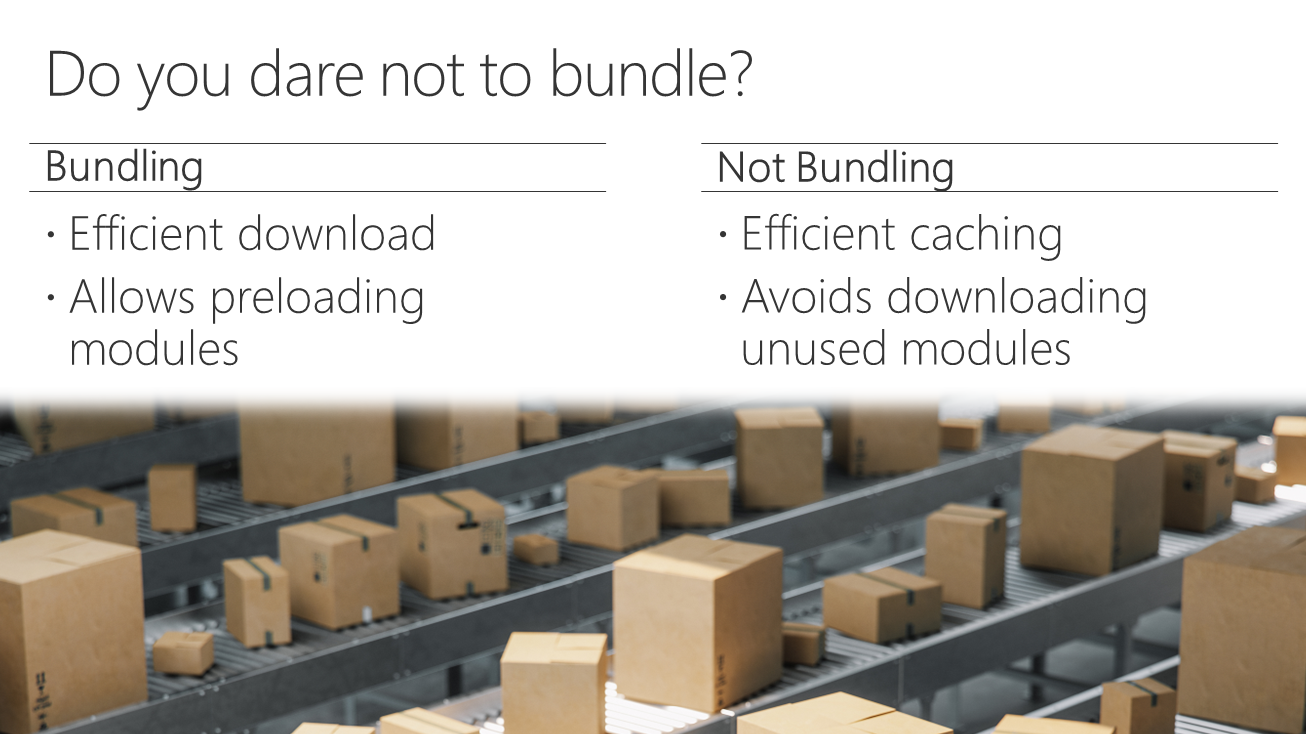 Do you dare not to bundle?
Bundling
· Efficient download
· Allows preloading
modules
Not Bundling
· Efficient caching
· Avoids downloading
unused modules